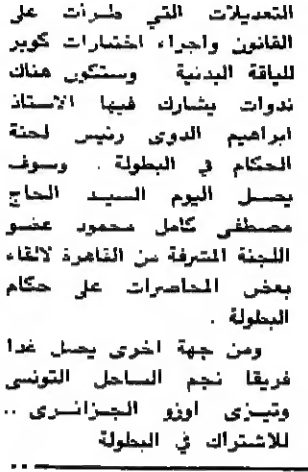 التعديلات التي طرأت على
القانون واجراء اختبارات كوبر
للياقة البدنية وستكون هناك
ندوات يشارك فيها الاستاذ
ابراهيم الدوى رئيس لجنة
الحكام في البطولة . وسوف
يصل اليوم السيد الحاج
مصطفى كامل محمود عضو
اللجنة المشرفة من القاهرة لالقاء
بعض المحاضرات على حكام
البطولة .
ومن جهة اخرى يصل غدا
فريقا نجم الساحل التونسى
وتيزى اوزو الجزائرى ..
للاشتراك في البطولة